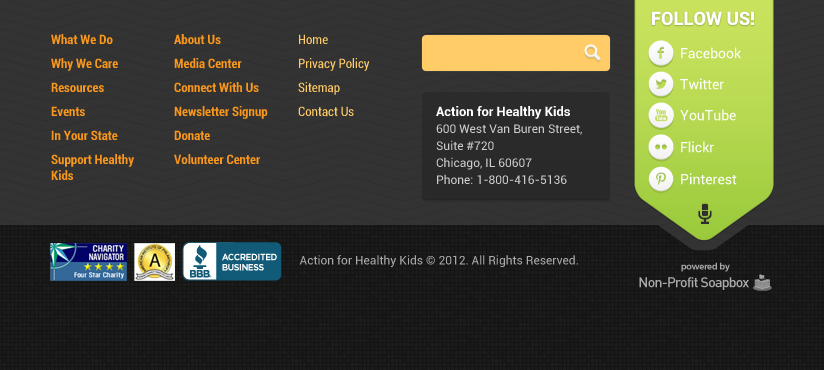 What We Do
Why We Care
Resources
Events
In Your State
Support Healthy
Kids
About Us
Media Center
Connect With Us
Newsletter Signup
Donate
Volunteer Center
Home
Privacy Policy
Sitemap
Contact Us
Action for Healthy Kids
600 West Van Buren Street,
Suite #720
Chicago, IL 60607
Phone: 1-800-416-5136
FOLLOW US!
Facebook
Twitter
YouTube
Flickr
Pinterest
CHARITY
NAVIGATOR
Four Star Charity
A
BBB
ACCREDITED
BUSINESS
Action for Healthy Kids © 2012. All Rights Reserved.
powered by
Non-Profit Soapbox